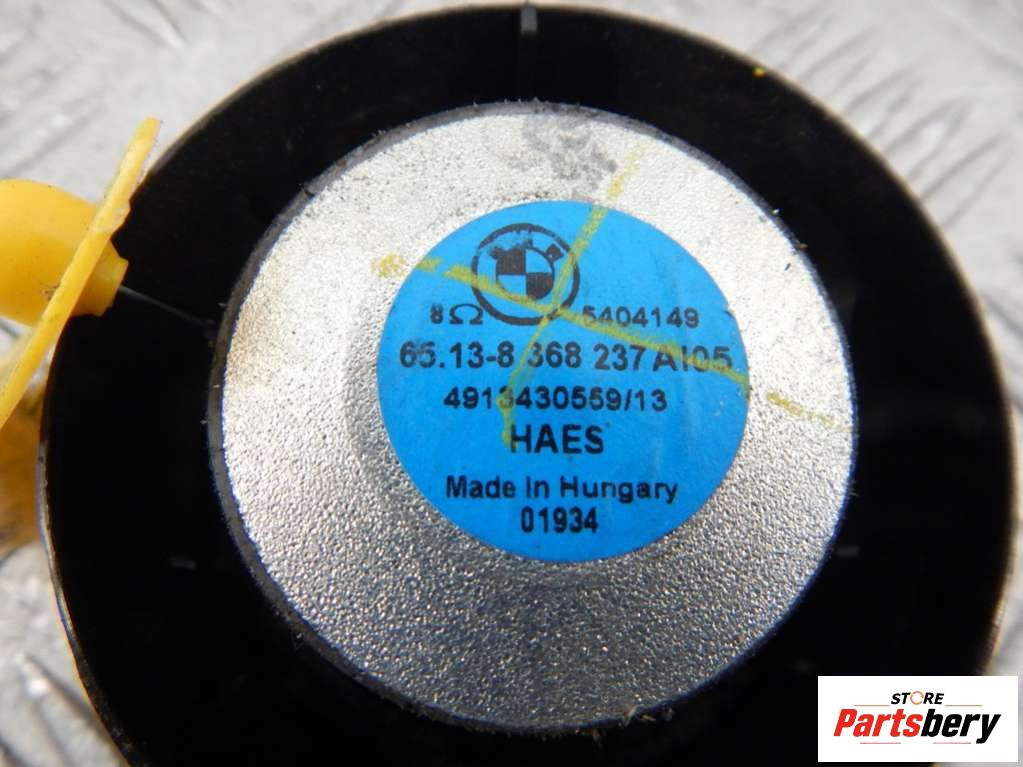 8Ω 5404149
65.13-8 368 237 AI05
4913430559/13
HAES
Made In Hungary
01934
STORE
Partsbery